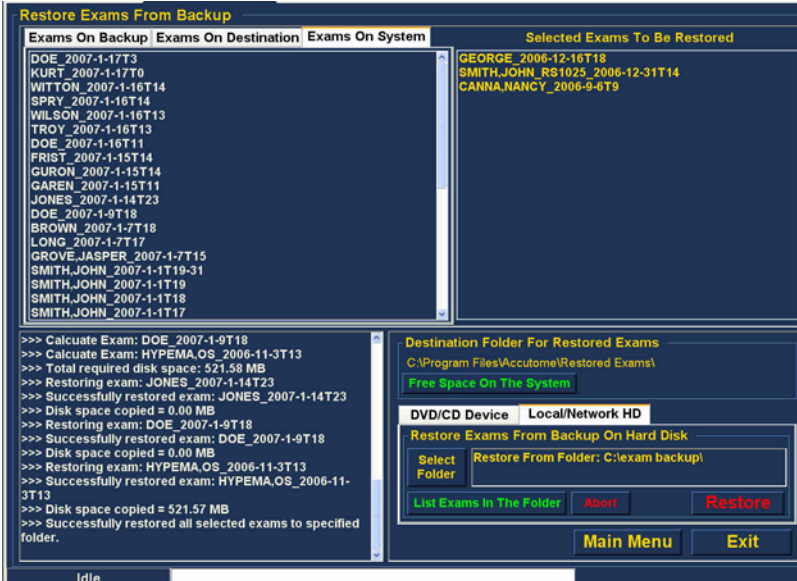 Restore Exams From Backup
Exams On Backup Exams On Destination Exams On System
Selected Exams To Be Restored
DOE_2007-1-17T3
KURT_2007-1-17T0
WITTON_2007-1-16T14
SPRY_2007-1-16T14
WILSON_2007-1-16T13
TROY_2007-1-16T13
DOE_2007-1-16T11
FRIST_2007-1-15T14
GURON_2007-1-15T14
GAREN_2007-1-15T11
JONES_2007-1-14T23
DOE_2007-1-9T18
BROWN_2007-1-7T18
LONG_2007-1-7T17
GROVE,JASPER_2007-1-7T15
SMITH,JOHN_2007-1-1T19-31
SMITH,JOHN_2007-1-1T19
SMITH,JOHN_2007-1-1T18
SMITH,JOHN_2007-1-1T17
GEORGE_2006-12-16T18
SMITH,JOHN_RS1025_2006-12-31T14
CANNA,NANCY_2006-9-6T9
>>> Calcuate Exam: DOE_2007-1-9T18
>>> Calcuate Exam: HYPEMA,OS_2006-11-3T13
>>> Total required disk space: 521.58 MB
>>> Restoring exam: JONES_2007-1-14T23
>>> Successfully restored exam: JONES_2007-1-14T23
>>> Disk space copied = 0.00 MB
>>> Restoring exam: DOE_2007-1-9T18
>>> Successfully restored exam: DOE_2007-1-9T18
>>> Disk space copied = 0.00 MB
>>> Restoring exam: HYPEMA,OS_2006-11-3T13
>>> Successfully restored exam: HYPEMA,OS_2006-11-
3T13
>>> Disk space copied = 521.57 MB
>>> Successfully restored all selected exams to specified
folder.
Destination Folder For Restored Exams
C:\Program Files\Accutome\Restored Exams\
Free Space On The System
DVD/CD Device Local/Network HD
Restore Exams From Backup On Hard Disk
Select
Folder
Restore From Folder: C:\exam backup\
List Exams In The Folder Abort Restore
Main Menu Exit
Idle